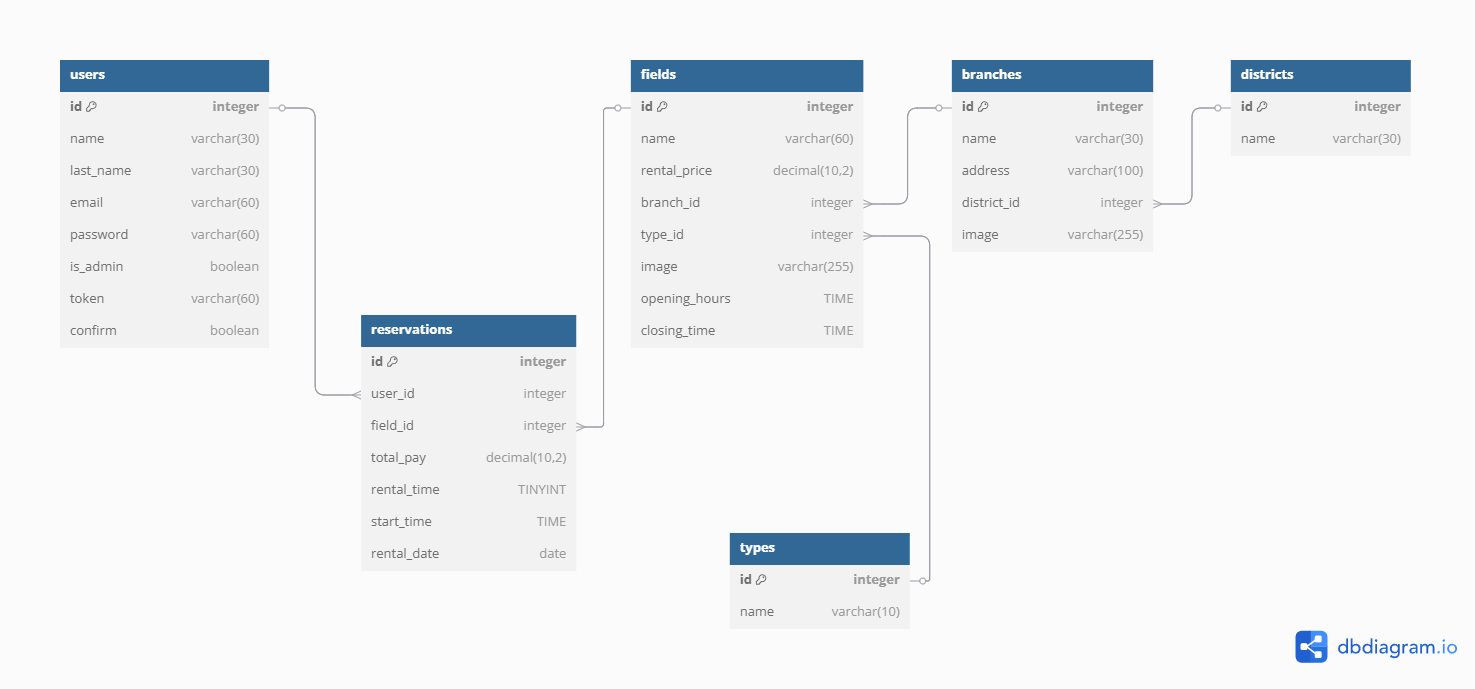 users
id integer
name varchar(30)
last_name varchar(30)
email varchar(60)
password varchar(60)
is_admin boolean
token varchar(60)
confirm boolean
reservations
id integer
user_id integer
field_id integer
total_pay decimal(10,2)
rental_time TINYINT
start_time TIME
rental_date date
fields
id integer
name varchar(60)
rental_price decimal(10,2)
branch_id integer
type_id integer
image varchar(255)
opening_hours TIME
closing_time TIME
branches
id integer
name varchar(30)
address varchar(100)
district_id integer
image varchar(255)
districts
id integer
name varchar(30)
types
id integer
name varchar(10)
dbdiagram.io